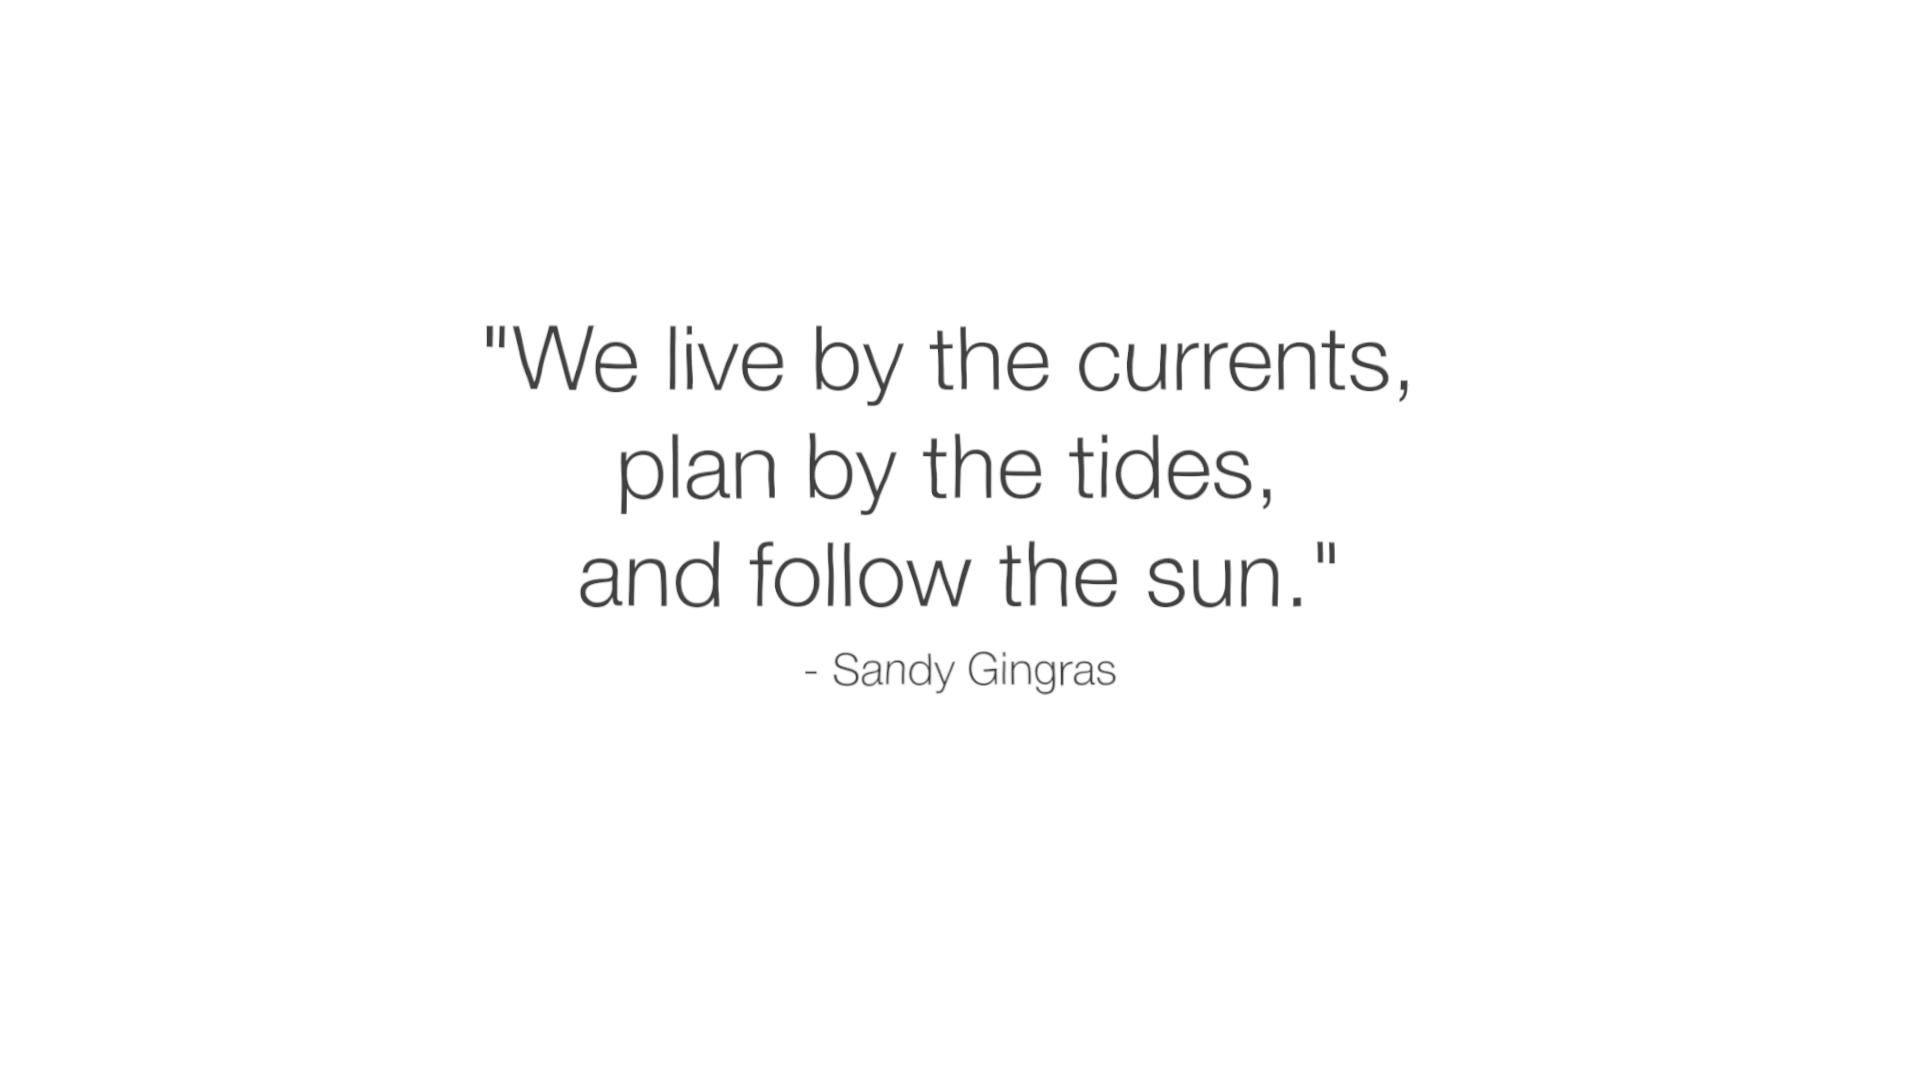 "We live by the currents,
plan by the tides,
and follow the sun."
- Sandy Gingras